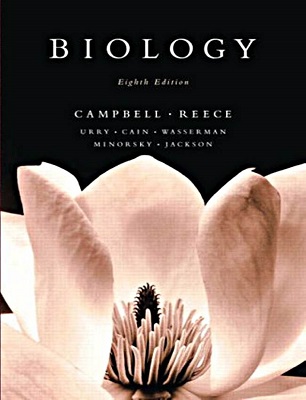 BIOLOGY
Eighth Edition
CAMPBELL · REECE
URRY · CAIN · WASSERMAN
MINORSKY · JACKSON